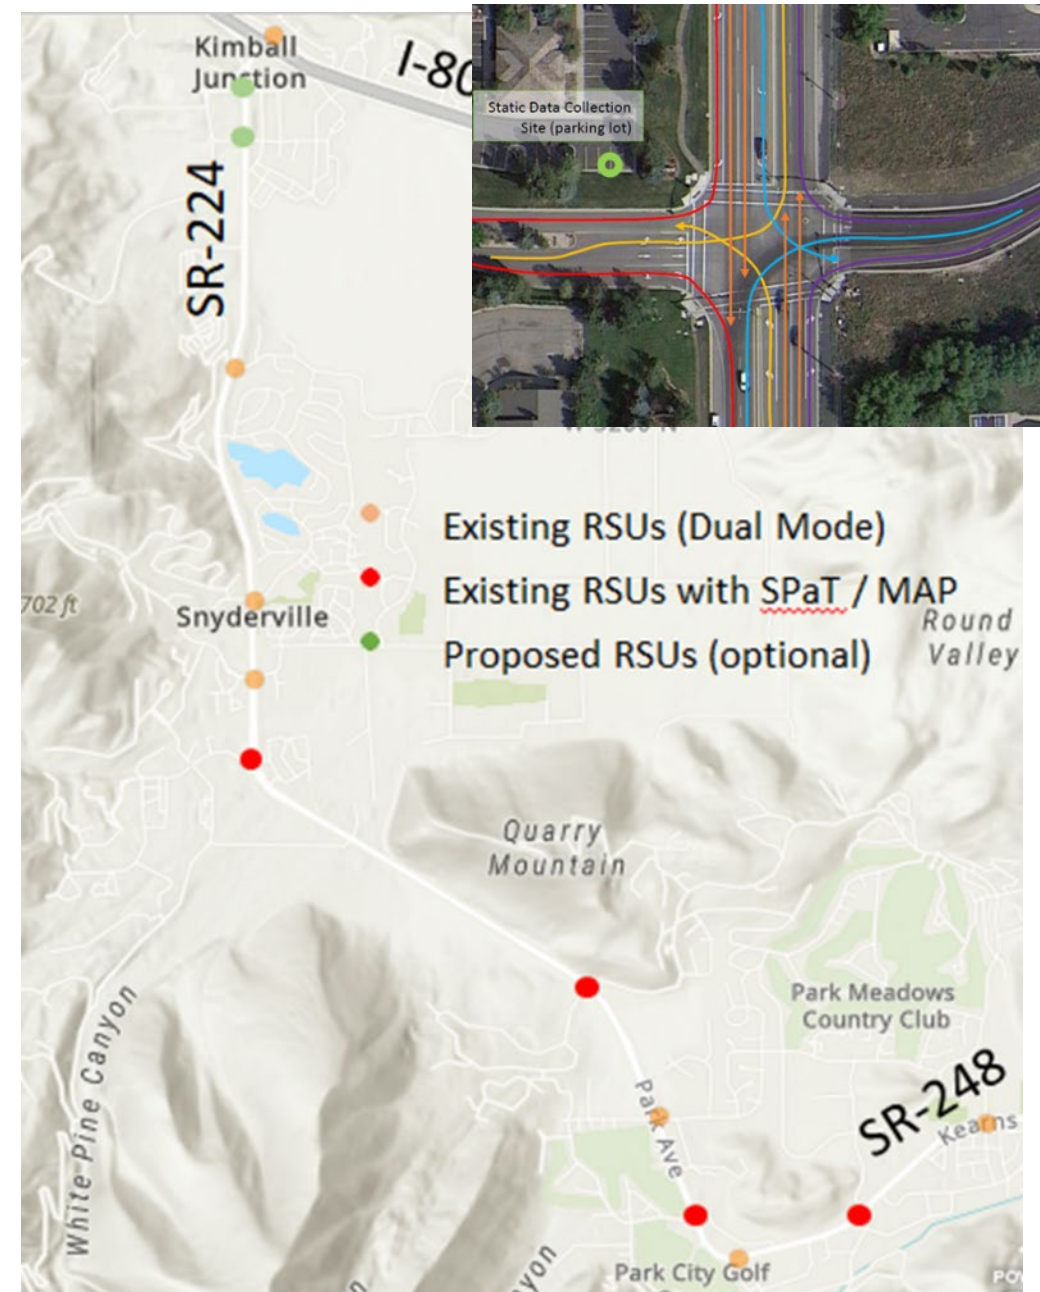 Kimball
Junction
I-80
Static Data Collection
Site (parking lot)
SR-224
Existing RSUs (Dual Mode)
Existing RSUs with SPaT / MAP
702 ft
Snyderville
Round
Valley
Proposed RSUs (optional)
Quarry
Mountain
Park Meadows
Country Club
White Pine Canyon
SR-248
Park Ave
Kearns
Park City Golf
yon
n
PO